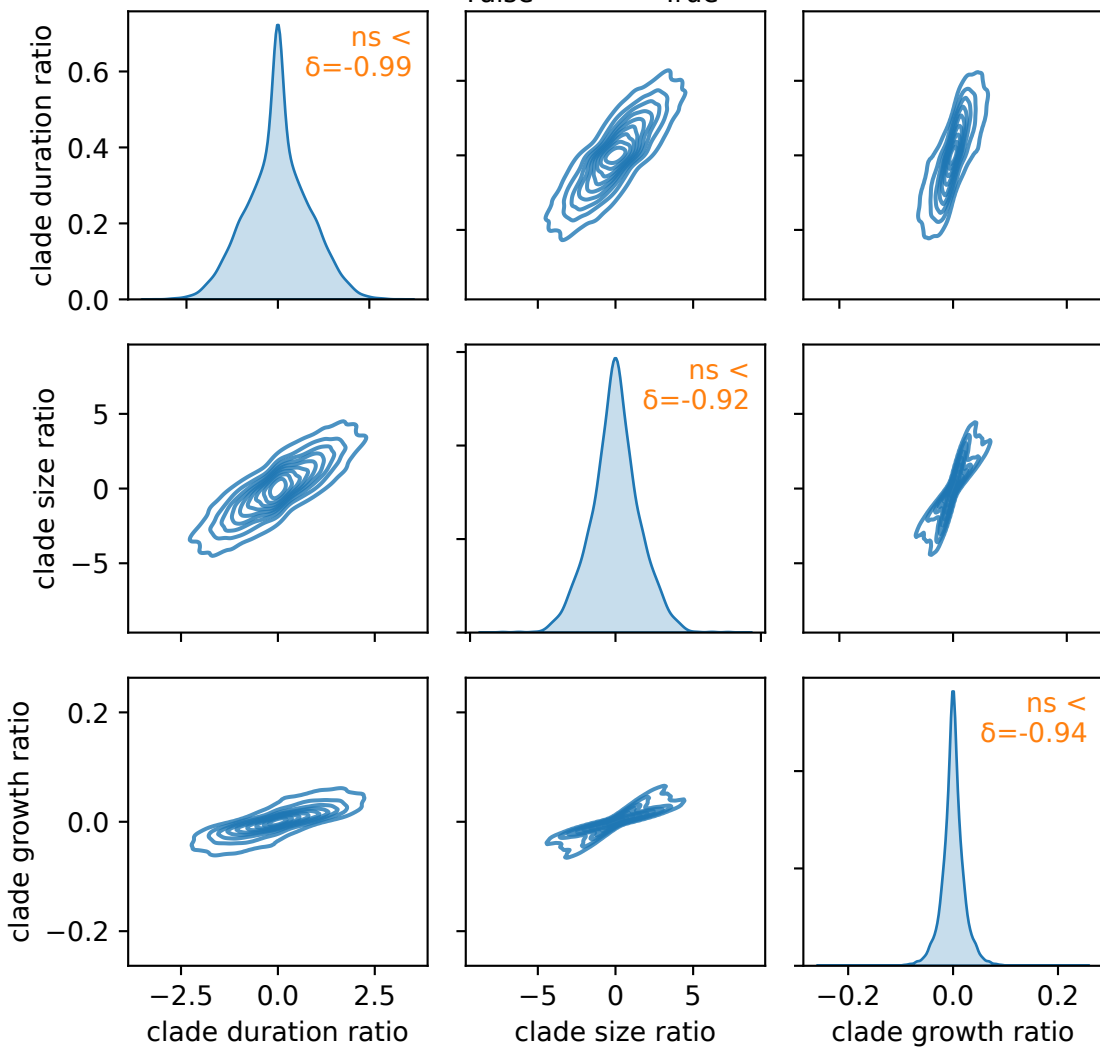 True
clade duration ratio
0.6
0.4
0.2
0.0
ns <
δ=-0.99
clade size ratio
5
0
−5
ns <
δ=-0.92
clade growth ratio
0.2
0.0
−0.2
ns <
δ=-0.94
−2.5
0.0
2.5
−5
0
5
−0.2
0.0
0.2
clade duration ratio
clade size ratio
clade growth ratio